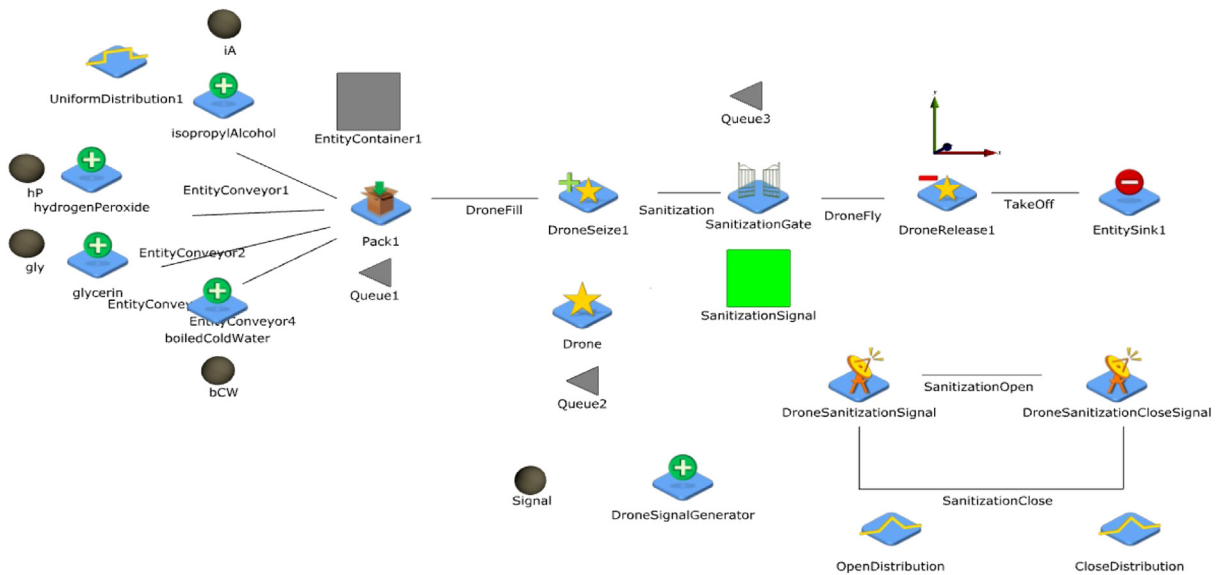 iA
UniformDistribution1
isopropylAlcohol
EntityContainer1
Queue3
y
x
hP
hydrogenPeroxide
EntityConveyor1
DroneFill
Sanitization
DroneFly
TakeOff
Pack1
DroneSeize1
SanitizationGate
DroneRelease1
EntitySink1
gly
glycerin
EntityConveyor2
EntityConvey
EntityConveyor4
boiledColdWater
Queue1
SanitizationSignal
Drone
bCW
Queue2
SanitizationOpen
DroneSanitizationSignal
DroneSanitizationCloseSignal
Signal
DroneSignalGenerator
SanitizationClose
OpenDistribution
CloseDistribution